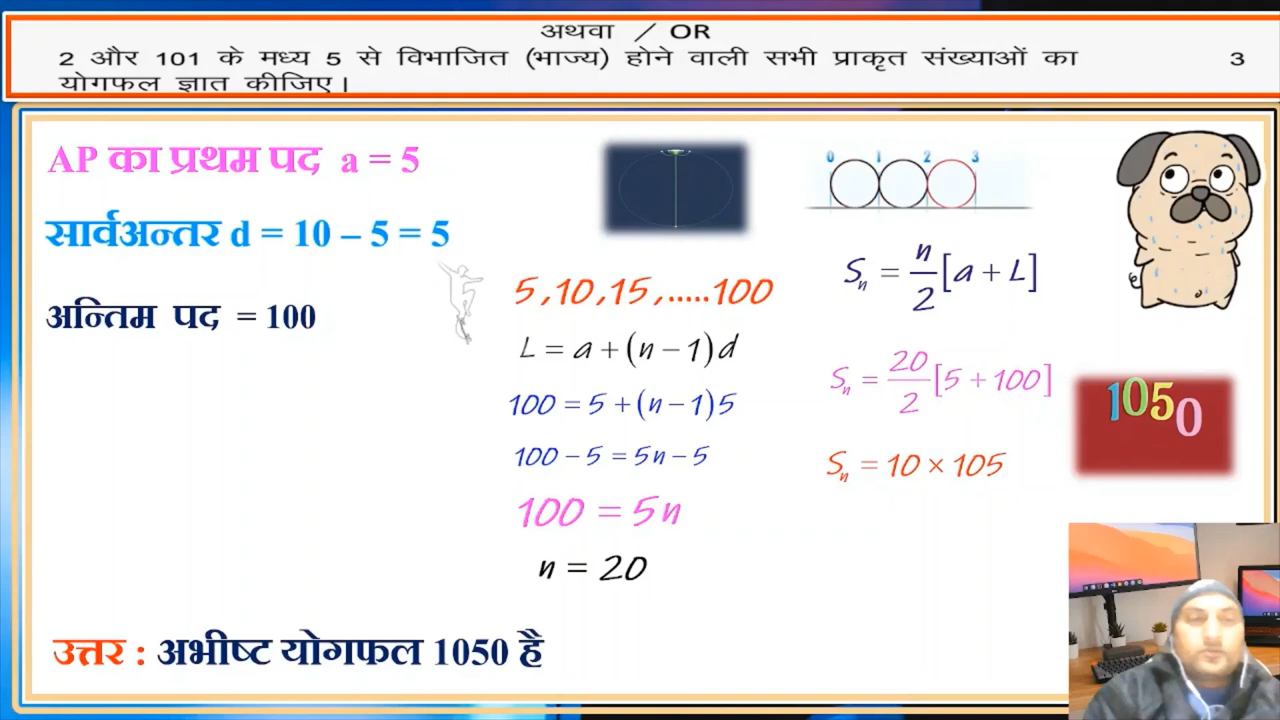 अथवा / OR
2 और 101 के मध्य 5 से विभाजित (भाज्य) होने वाली सभी प्राकृत संख्याओं का 3
योगफल ज्ञात कीजिए।
AP का प्रथम पद a = 5
सार्वअन्तर d = 10 – 5 = 5
अन्तिम पद = 100
5,10,15,.....100
L = a + (n − 1)d
100 = 5 + (n − 1)5
100 − 5 = 5n − 5
100 = 5n
n = 20
0 1 2 3
Sn = n/2 [a + L]
Sn = 20/2 [5 + 100]
Sn = 10 × 105
1050
उत्तर : अभीष्ट योगफल 1050 है